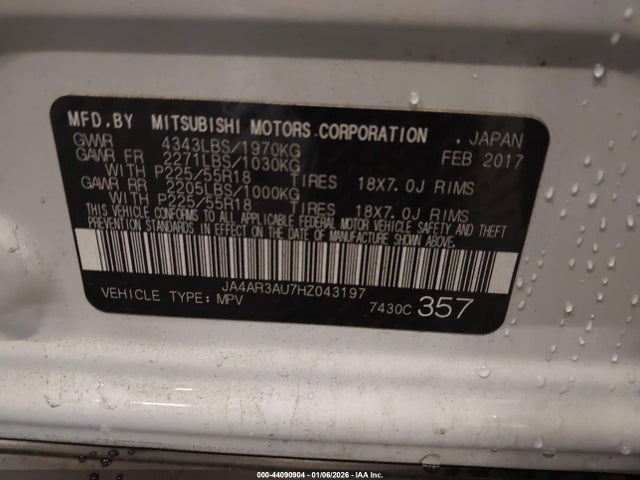 MFD. BY MITSUBISHI MOTORS CORPORATION . JAPAN
GVWR 4343LBS/1970KG FEB 2017
GAWR FR 2271LBS/1030KG
WITH P225/55R18 TIRES 18X7.0J RIMS
GAWR RR 2205LBS/1000KG
WITH P225/55R18 TIRES 18X7.0J RIMS
THIS VEHICLE CONFORMS TO ALL APPLICABLE FEDERAL MOTOR VEHICLE SAFETY AND THEFT
PREVENTION STANDARDS IN EFFECT ON THE DATE OF MANUFACTURE SHOWN ABOVE.
JA4AR3AU7HZ043197
VEHICLE TYPE: MPV 7430C 357
000-44090904 - 01/06/2026 - IAA Inc.